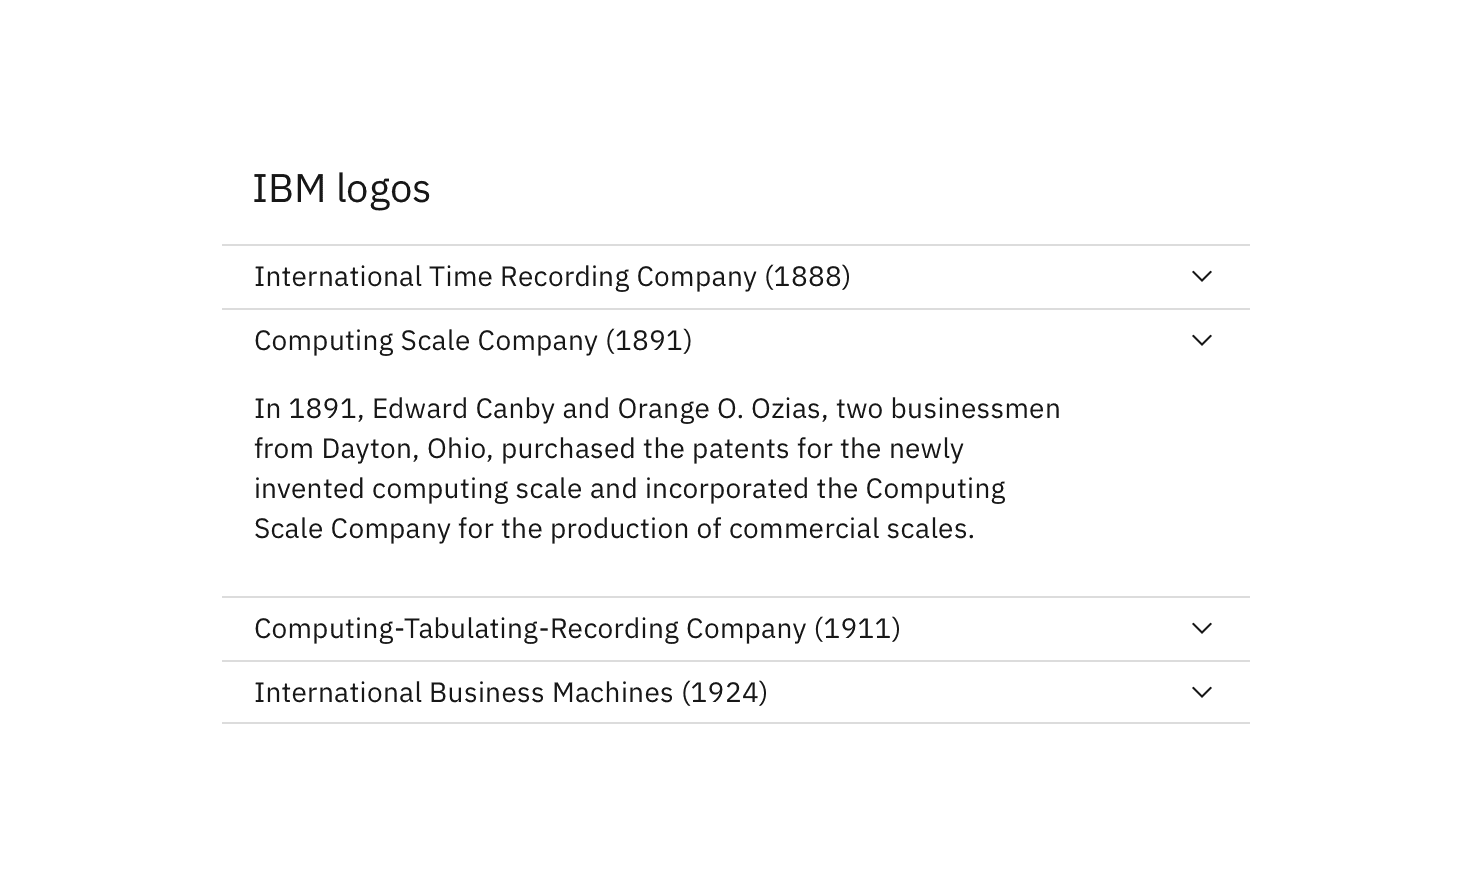 IBM logos
International Time Recording Company (1888)
Computing Scale Company (1891)
In 1891, Edward Canby and Orange O. Ozias, two businessmen
from Dayton, Ohio, purchased the patents for the newly
invented computing scale and incorporated the Computing
Scale Company for the production of commercial scales.
Computing-Tabulating-Recording Company (1911)
International Business Machines (1924)